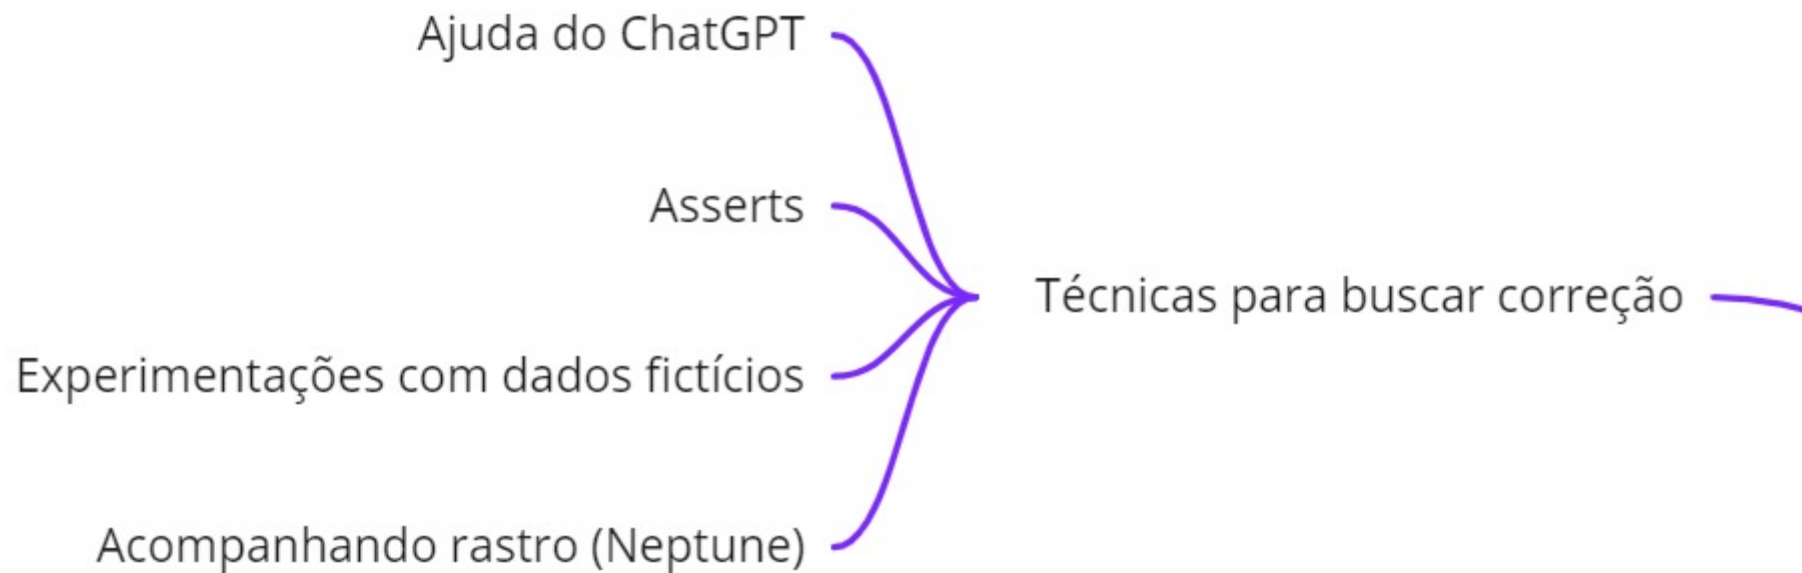 Ajuda do ChatGPT
Asserts
Técnicas para buscar correção
Experimentações com dados fictícios
Acompanhando rastro (Neptune)